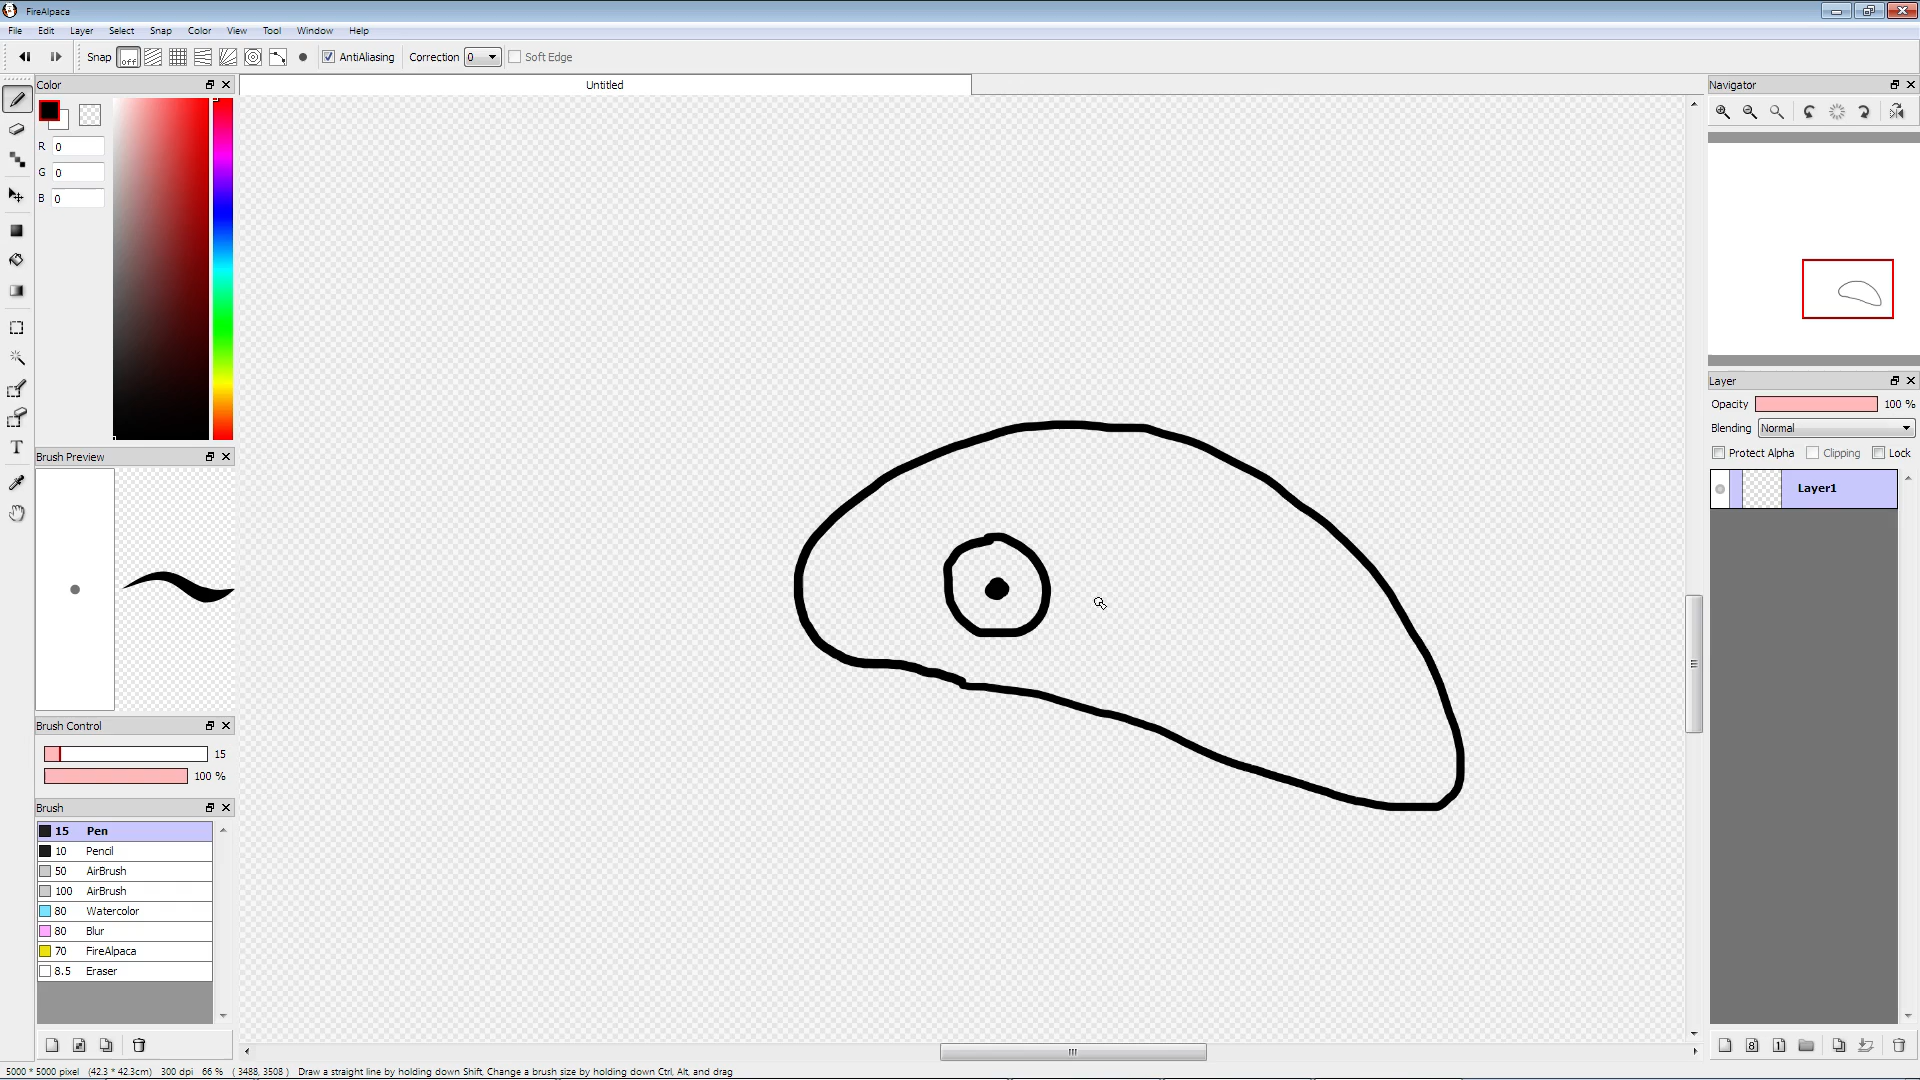 FireAlpaca
File Edit Layer Select Snap Color View Tool Window Help
Snap off AntiAliasing Correction 0 Soft Edge
Color
Untitled
Navigator
R 0
G 0
B 0
Layer
Opacity 100 %
Blending Normal
Protect Alpha Clipping Lock
Layer1
T
Brush Preview
Brush Control
15
100 %
Brush
15 Pen
10 Pencil
50 AirBrush
100 AirBrush
80 Watercolor
80 Blur
70 FireAlpaca
8.5 Eraser
8 1
5000 * 5000 pixel (42.3 * 42.3cm) 300 dpi 66 % ( 3488, 3508 ) Draw a straight line by holding down Shift, Change a brush size by holding down Ctrl, Alt, and drag